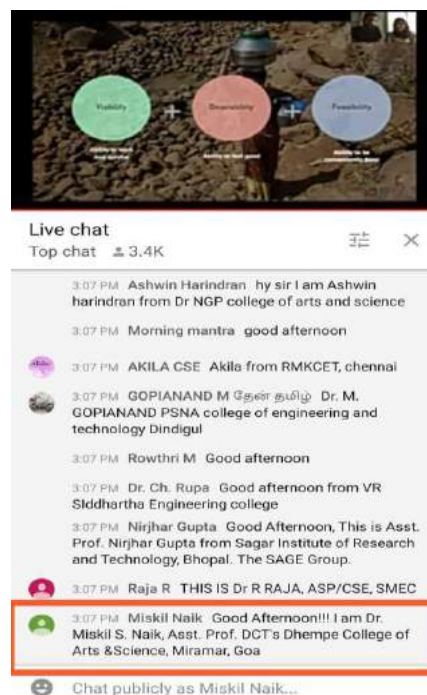 Viability
Desirability
Feasibility
+
+
Ability to feel good
Live chat
Top chat 3.4K
3:07 PM Ashwin Harindran hy sir I am Ashwin
harindran from Dr NGP college of arts and science
3:07 PM Morning mantra good afternoon
3:07 PM AKILA CSE Akila from RMKCET, chennai
3:07 PM GOPIANAND M தேன் தமிழ் Dr. M.
GOPIANAND PSNA college of engineering and
technology Dindigul
3:07 PM Rowthri M Good afternoon
3:07 PM Dr. Ch. Rupa Good afternoon from VR
SIddhartha Engineering college
3:07 PM Nirjhar Gupta Good Afternoon, This is Asst.
Prof. Nirjhar Gupta from Sagar Institute of Research
and Technology, Bhopal. The SAGE Group.
3:07 PM Raja R THIS IS Dr R RAJA, ASP/CSE, SMEC
3:07 PM Miskil Naik Good Afternoon!!! I am Dr.
Miskil S. Naik, Asst. Prof. DCT's Dhempe College of
Arts &Science, Miramar, Goa
Chat publicly as Miskil Naik...